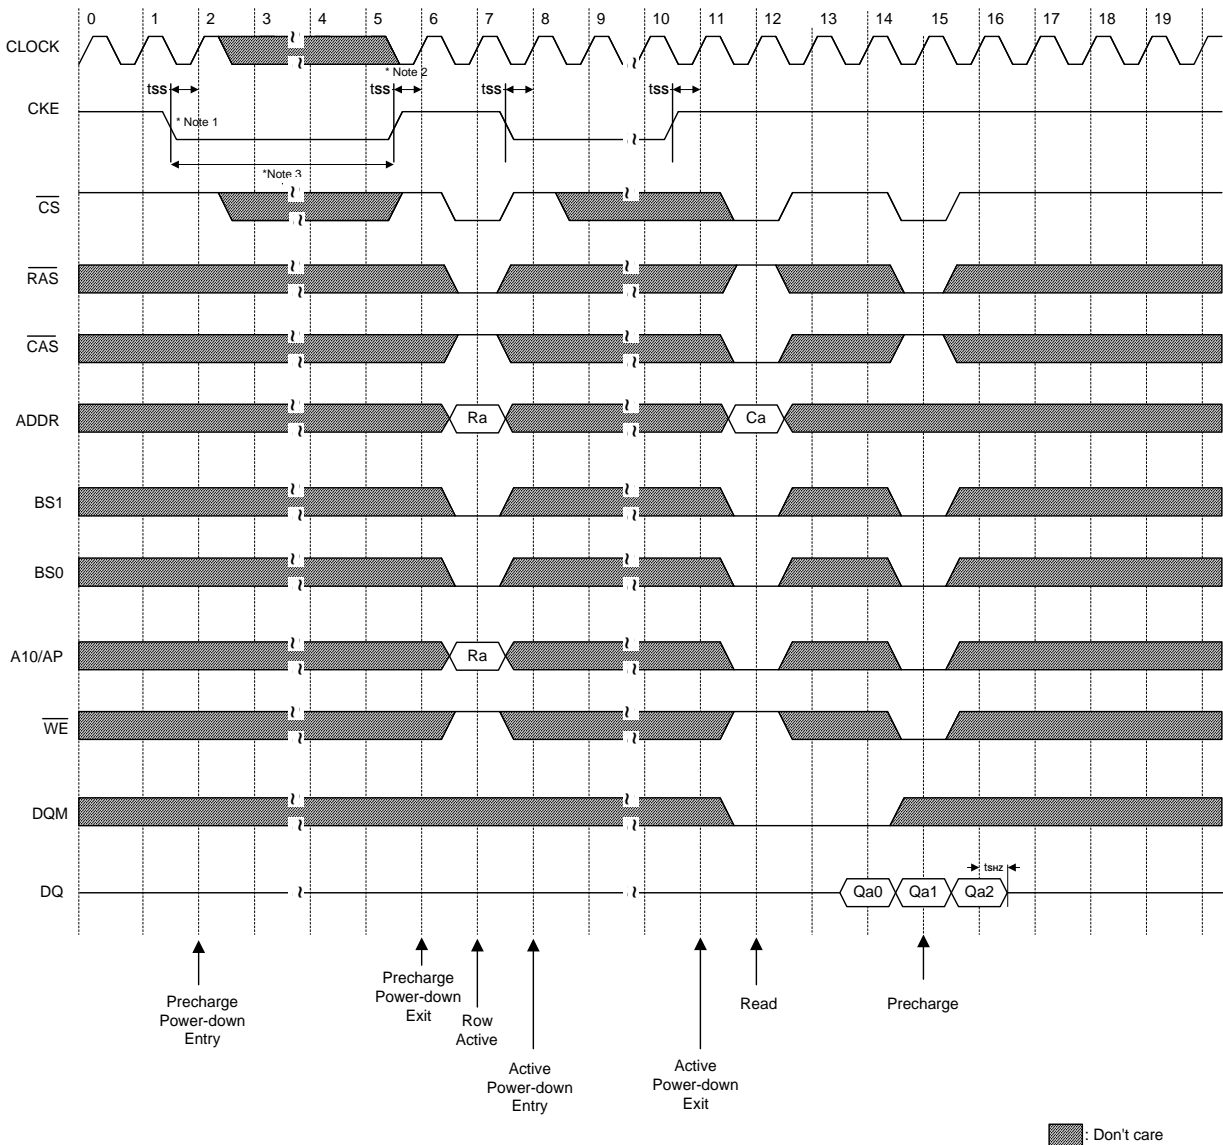 0 1 2 3 4 5 6 7 8 9 10 11 12 13 14 15 16 17 18 19
CLOCK
* Note 2
tss tss tss tss
CKE
* Note 1
*Note 3
CS
RAS
CAS
ADDR Ra Ca
BS1
BS0
A10/AP Ra
WE
DQM
tSHZ
DQ Qa0 Qa1 Qa2
Precharge
Power-down
Entry
Precharge
Power-down
Exit
Row
Active
Active
Power-down
Entry
Active
Power-down
Exit
Read
Precharge
: Don't care